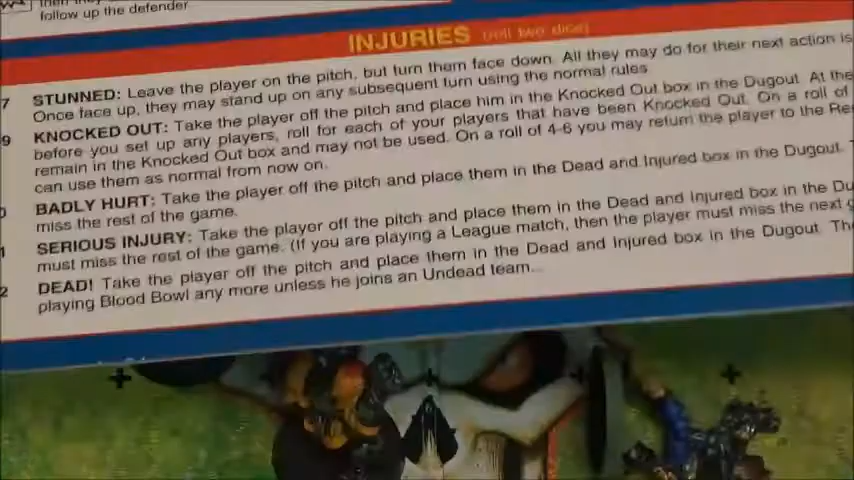 then they
follow up the defender
INJURIES (roll two dice)
7 STUNNED: Leave the player on the pitch, but turn them face down. All they may do for their next action is
Once face up, they may stand up on any subsequent turn using the normal rules
9 KNOCKED OUT: Take the player off the pitch and place him in the Knocked Out box in the Dugout. At the
before you set up any players, roll for each of your players that have been Knocked Out. On a roll of
remain in the Knocked Out box and may not be used. On a roll of 4-6 you may return the player to the Re
can use them as normal from now on.
0 BADLY HURT: Take the player off the pitch and place them in the Dead and Injured box in the Dugout. T
miss the rest of the game.
1 SERIOUS INJURY: Take the player off the pitch and place them in the Dead and Injured box in the Du
must miss the rest of the game. (If you are playing a League match, then the player must miss the next g
2 DEAD! Take the player off the pitch and place them in the Dead and Injured box in the Dugout. The
playing Blood Bowl any more unless he joins an Undead team...